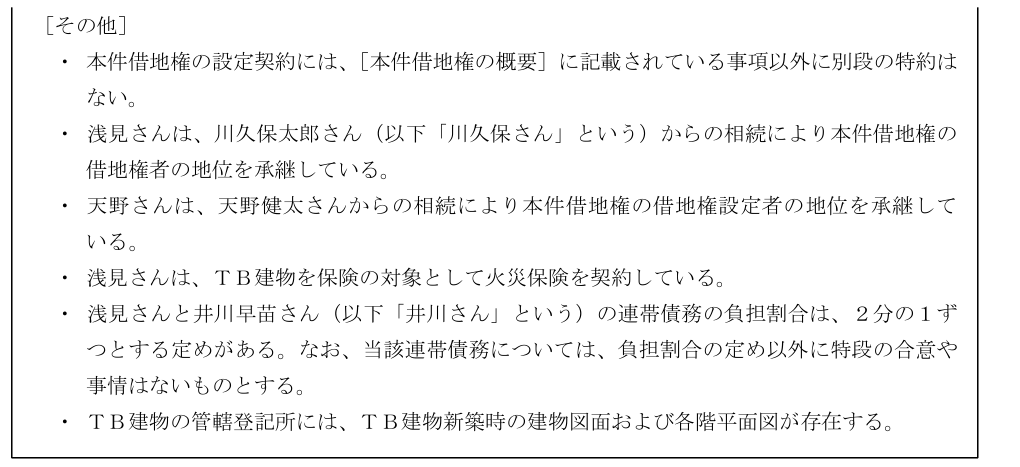 ［その他］
・ 本件借地権の設定契約には、［本件借地権の概要］に記載されている事項以外に別段の特約は
ない。
・ 浅見さんは、川久保太郎さん（以下「川久保さん」という）からの相続により本件借地権の
借地権者の地位を承継している。
・ 天野さんは、天野健太さんからの相続により本件借地権の借地権設定者の地位を承継して
いる。
・ 浅見さんは、ＴＢ建物を保険の対象として火災保険を契約している。
・ 浅見さんと井川早苗さん（以下「井川さん」という）の連帯債務の負担割合は、２分の１ず
つとする定めがある。なお、当該連帯債務については、負担割合の定め以外に特段の合意や
事情はないものとする。
・ ＴＢ建物の管轄登記所には、ＴＢ建物新築時の建物図面および各階平面図が存在する。